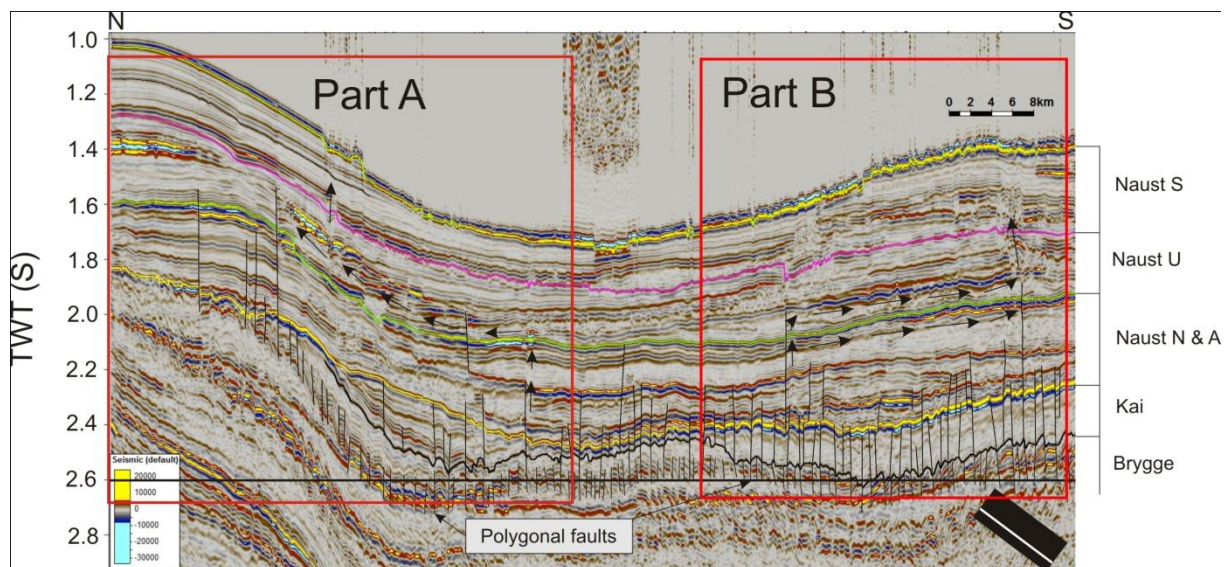 N
S
1.0
1.2
1.4
1.6
1.8
2.0
2.2
2.4
2.6
2.8
TWT (S)
Part A
Part B
0 2 4 6 8km
Naust S
Naust U
Naust N & A
Kai
Brygge
Polygonal faults
Seismic (default)
20000
10000
0
-10000
-20000
-30000